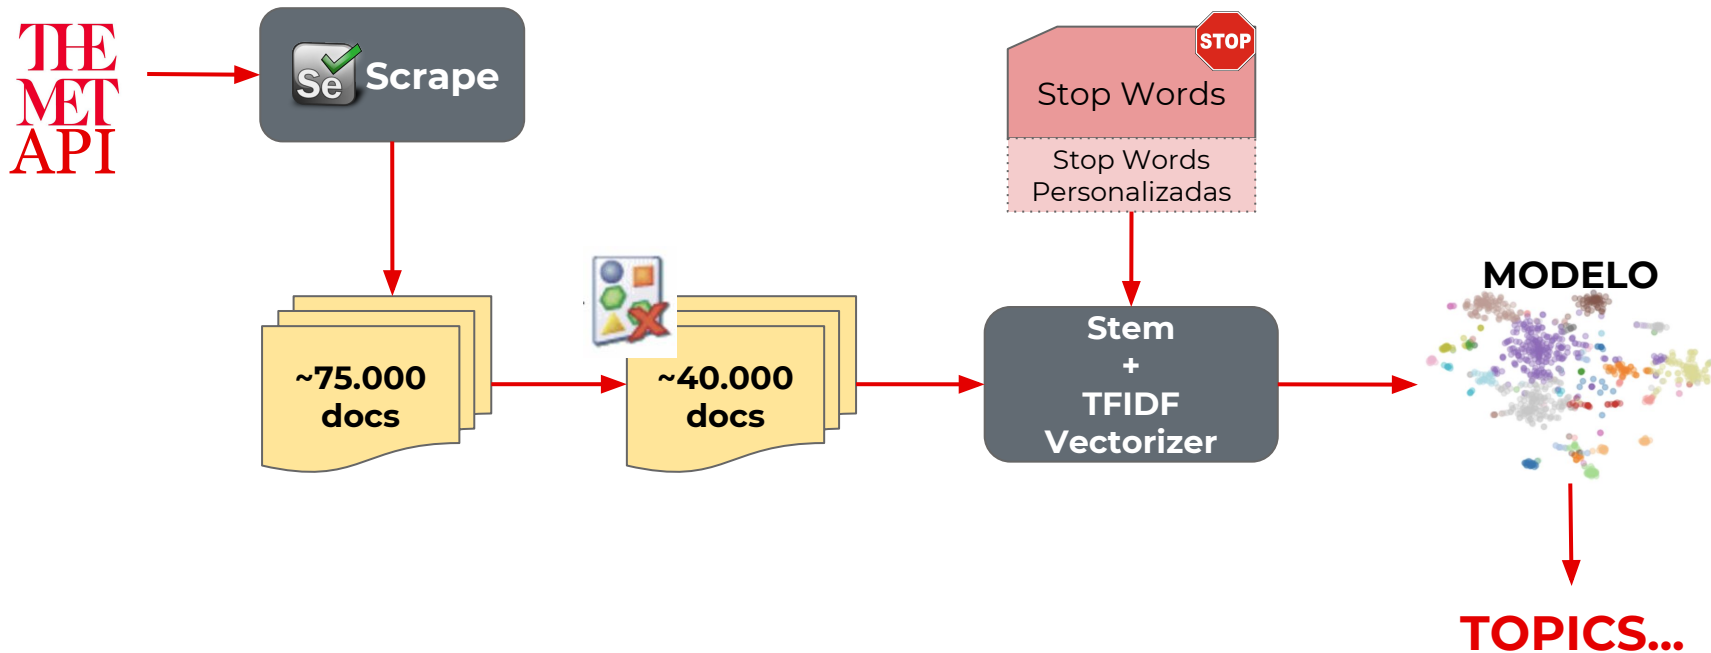 THE
MET
API
Se
Scrape
STOP
Stop Words
Stop Words
Personalizadas
~75.000
docs
~40.000
docs
Stem
+
TFIDF
Vectorizer
MODELO
TOPICS...